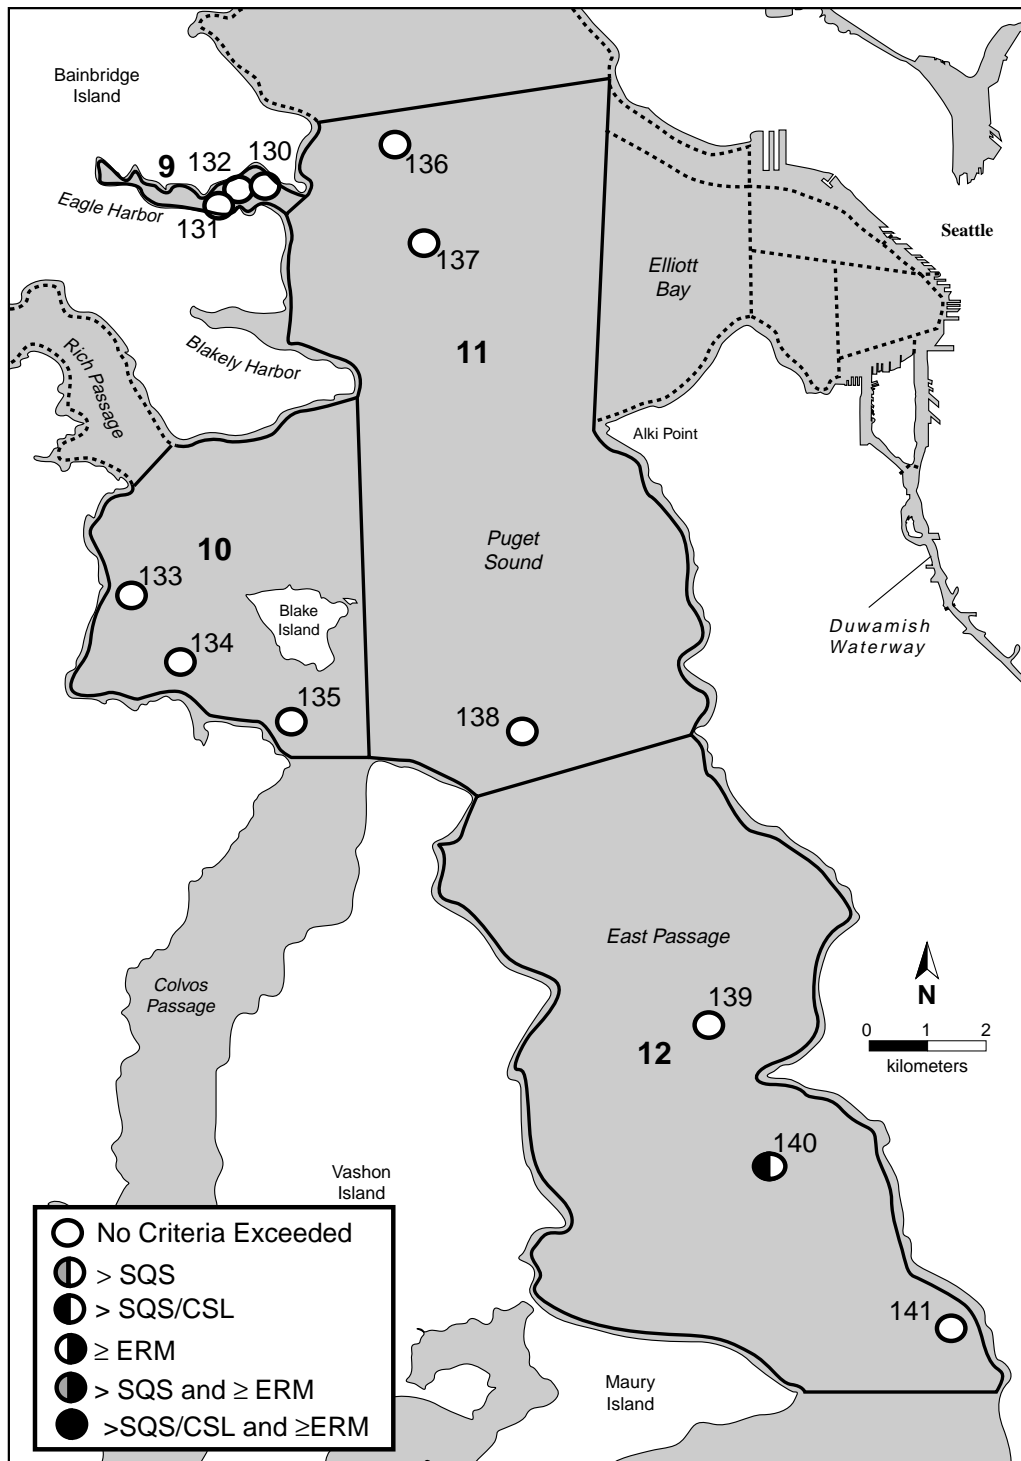 Bainbridge
Island
9
132
130
136
Eagle Harbor
131
137
Seattle
Elliott
Bay
11
Rich Passage
Blakely Harbor
Alki Point
10
Puget
Sound
133
Blake
Island
Duwamish
Waterway
134
135
138
East Passage
Colvos
Passage
N
139
12
0 1 2
kilometers
140
Vashon
Island
141
Maury
Island
No Criteria Exceeded
> SQS
> SQS/CSL
≥ ERM
> SQS and ≥ ERM
>SQS/CSL and ≥ERM